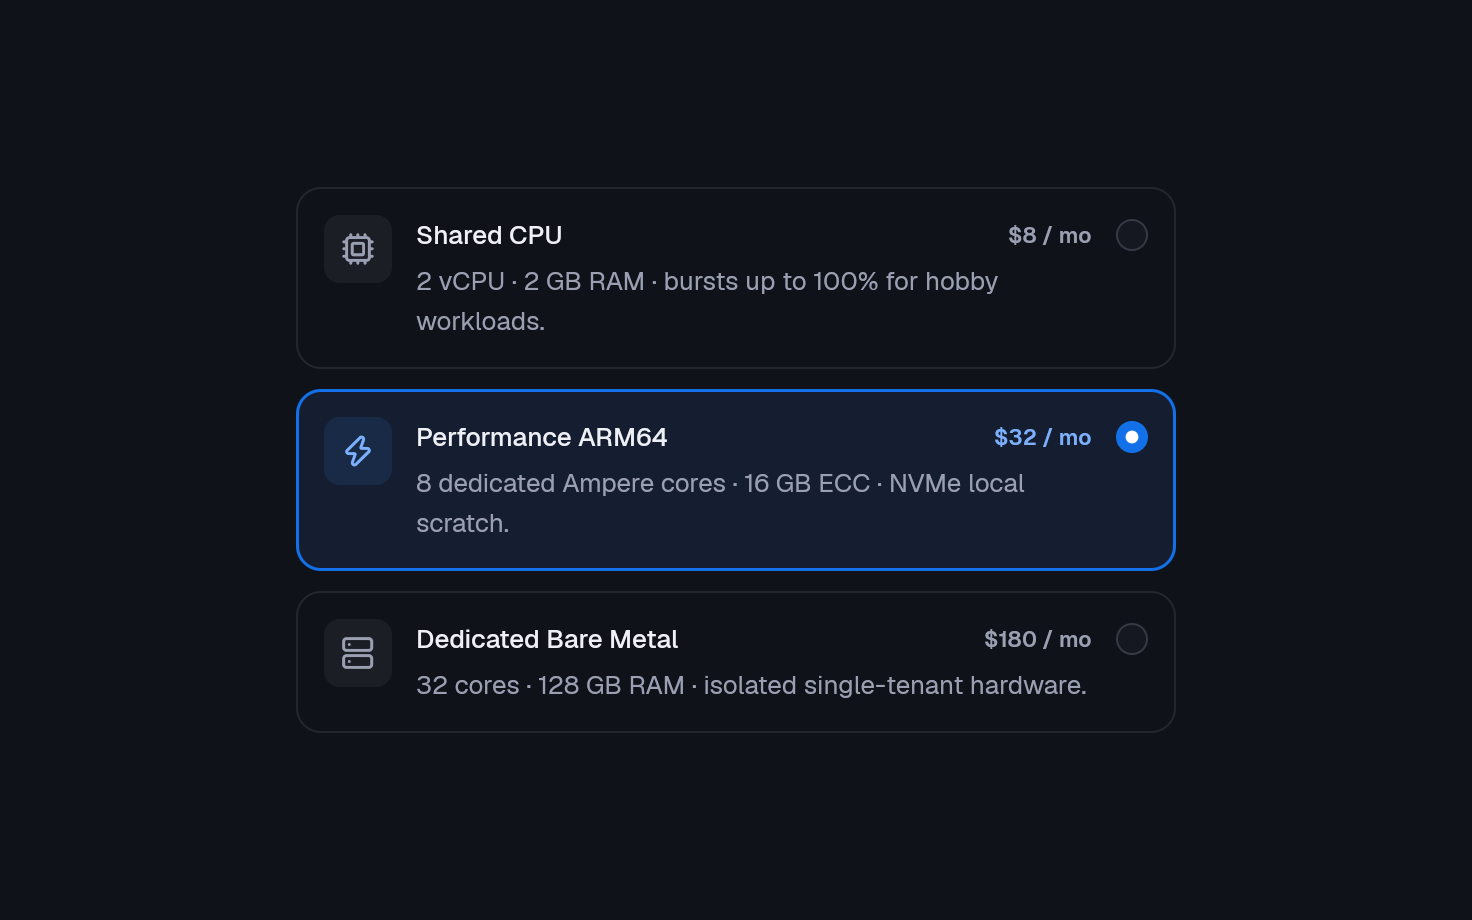 Shared CPU
$8 / mo
2 vCPU · 2 GB RAM · bursts up to 100% for hobby
workloads.
Performance ARM64
$32 / mo
8 dedicated Ampere cores · 16 GB ECC · NVMe local
scratch.
Dedicated Bare Metal
$180 / mo
32 cores · 128 GB RAM · isolated single-tenant hardware.